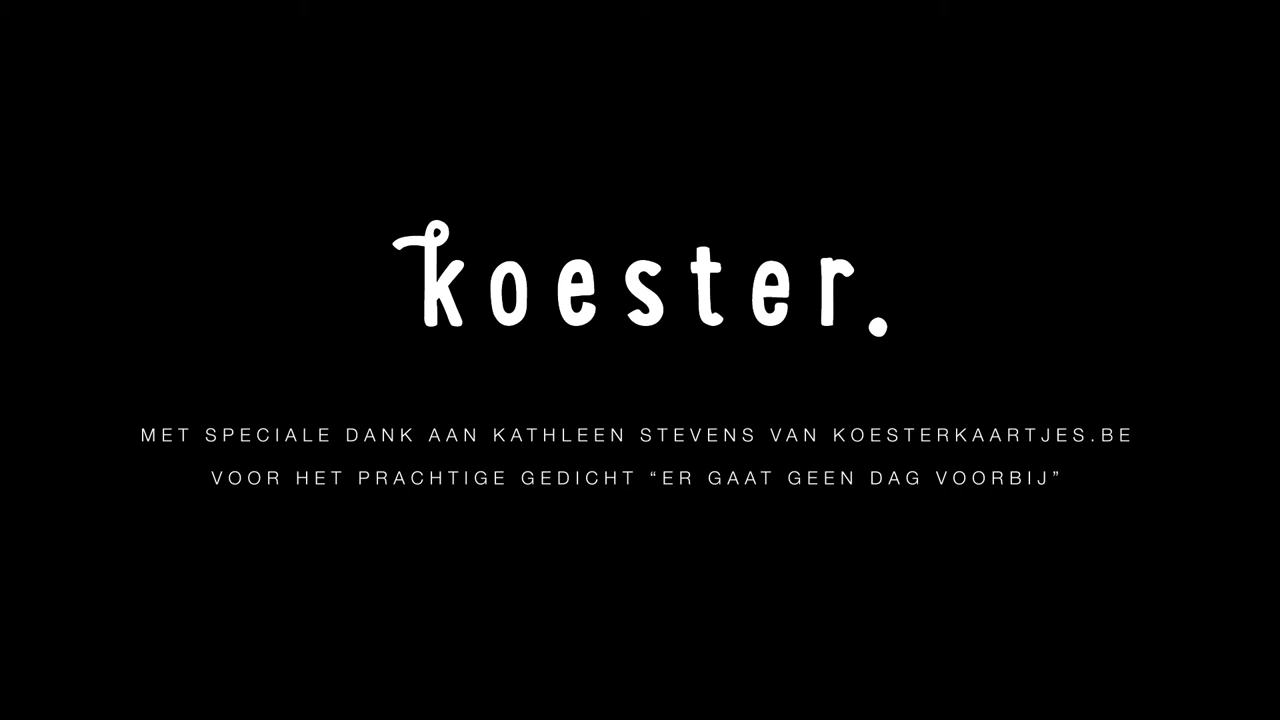 koester.
MET SPECIALE DANK AAN KATHLEEN STEVENS VAN KOESTERKAARTJES.BE
VOOR HET PRACHTIGE GEDICHT “ER GAAT GEEN DAG VOORBIJ”